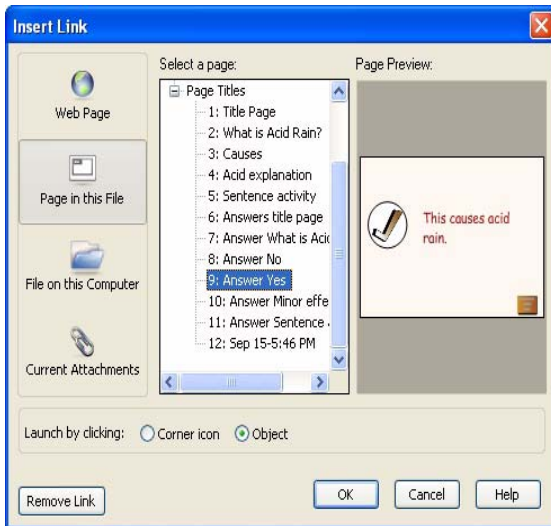 Insert Link
Web Page
Page in this File
File on this Computer
Current Attachments
Select a page:
Page Titles
1: Title Page
2: What is Acid Rain?
3: Causes
4: Acid explanation
5: Sentence activity
6: Answers title page
7: Answer What is Acid
8: Answer No
9: Answer Yes
10: Answer Minor effe
11: Answer Sentence
12: Sep 15-5:46 PM
Page Preview:
This causes acid
rain.
Launch by clicking: Corner icon Object
Remove Link OK Cancel Help